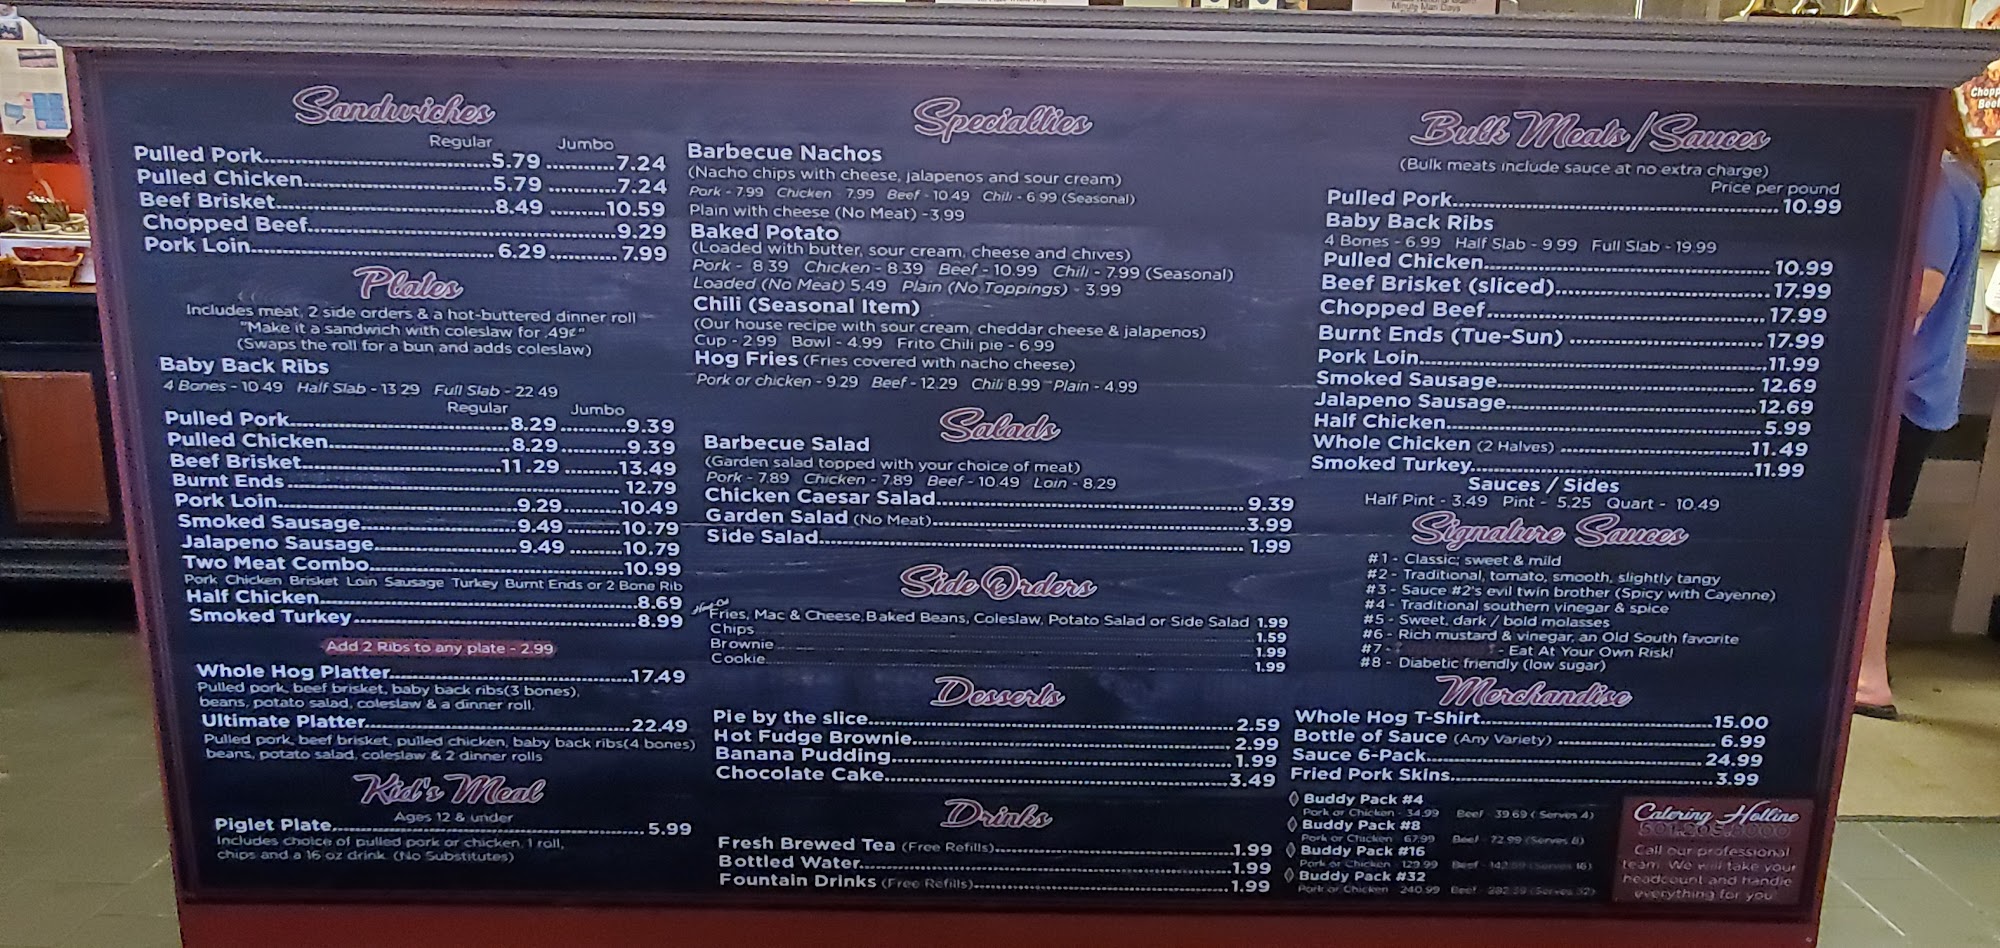 Minute Man Days
Sandwiches
Regular Jumbo
Pulled Pork 5.79 7.24
Pulled Chicken 5.79 7.24
Beef Brisket 8.49 10.59
Chopped Beef 9.29
Pork Loin 6.29 7.99
Plates
Includes meat, 2 side orders & a hot-buttered dinner roll
"Make it a sandwich with coleslaw for .49¢"
(Swaps the roll for a bun and adds coleslaw)
Baby Back Ribs
4 Bones - 10.49 Half Slab - 13.29 Full Slab - 22.49
Regular Jumbo
Pulled Pork 8.29 9.39
Pulled Chicken 8.29 9.39
Beef Brisket 11.29 13.49
Burnt Ends 12.79
Pork Loin 9.29 10.49
Smoked Sausage 9.49 10.79
Jalapeno Sausage 9.49 10.79
Two Meat Combo 10.99
Pork Chicken Brisket Loin Sausage Turkey Burnt Ends or 2 Bone Rib
Half Chicken 8.69
Smoked Turkey 8.99
Add 2 Ribs to any plate - 2.99
Whole Hog Platter 17.49
Pulled pork, beef brisket, baby back ribs(3 bones),
beans, potato salad, coleslaw & a dinner roll.
Ultimate Platter 22.49
Pulled pork, beef brisket, pulled chicken, baby back ribs(4 bones)
beans, potato salad, coleslaw & 2 dinner rolls
Kid's Meal
Ages 12 & under
Piglet Plate 5.99
Includes choice of pulled pork or chicken, 1 roll,
chips and a 16 oz drink. (No Substitutes)
Specialties
Barbecue Nachos
(Nacho chips with cheese, jalapenos and sour cream)
Pork - 7.99 Chicken - 7.99 Beef - 10.49 Chili - 6.99 (Seasonal)
Plain with cheese (No Meat) - 3.99
Baked Potato
(Loaded with butter, sour cream, cheese and chives)
Pork - 8.39 Chicken - 8.39 Beef - 10.99 Chili - 7.99 (Seasonal)
Loaded (No Meat) 5.49 Plain (No Toppings) - 3.99
Chili (Seasonal Item)
(Our house recipe with sour cream, cheddar cheese & jalapenos)
Cup - 2.99 Bowl - 4.99 Frito Chili pie - 6.99
Hog Fries (Fries covered with nacho cheese)
Pork or chicken - 9.29 Beef - 12.29 Chili 8.99 Plain - 4.99
Salads
Barbecue Salad
(Garden salad topped with your choice of meat)
Pork - 7.89 Chicken - 7.89 Beef - 10.49 Loin - 8.29
Chicken Caesar Salad 9.39
Garden Salad (No Meat) 3.99
Side Salad 1.99
Side Orders
Hand-Cut Fries, Mac & Cheese, Baked Beans, Coleslaw, Potato Salad or Side Salad 1.99
Chips 1.59
Brownie 1.99
Cookie 1.99
Desserts
Pie by the slice 2.59
Hot Fudge Brownie 2.99
Banana Pudding 1.99
Chocolate Cake 3.49
Drinks
Fresh Brewed Tea (Free Refills) 1.99
Bottled Water 1.99
Fountain Drinks (Free Refills) 1.99
Bulk Meats/Sauces
(Bulk meats include sauce at no extra charge)
Price per pound
Pulled Pork 10.99
Baby Back Ribs
4 Bones - 6.99 Half Slab - 9.99 Full Slab - 19.99
Pulled Chicken 10.99
Beef Brisket (sliced) 17.99
Chopped Beef 17.99
Burnt Ends (Tue-Sun) 17.99
Pork Loin 11.99
Smoked Sausage 12.69
Jalapeno Sausage 12.69
Half Chicken 5.99
Whole Chicken (2 Halves) 11.49
Smoked Turkey 11.99
Sauces / Sides
Half Pint - 3.49 Pint - 5.25 Quart - 10.49
Signature Sauces
#1 - Classic; sweet & mild
#2 - Traditional, tomato, smooth, slightly tangy
#3 - Sauce #2's evil twin brother (Spicy with Cayenne)
#4 - Traditional southern vinegar & spice
#5 - Sweet, dark / bold molasses
#6 - Rich mustard & vinegar, an Old South favorite
#7 - - Eat At Your Own Risk!
#8 - Diabetic friendly (low sugar)
Merchandise
Whole Hog T-Shirt 15.00
Bottle of Sauce (Any Variety) 6.99
Sauce 6-Pack 24.99
Fried Pork Skins 3.99
Buddy Pack #4
Pork or Chicken - 34.99 Beef - 39.69 (Serves 4)
Buddy Pack #8
Pork or Chicken - 67.99 Beef - 72.99 (Serves 8)
Buddy Pack #16
Pork or Chicken - 129.99 Beef - (Serves 16)
Buddy Pack #32
Pork or Chicken 240.99 Beef - (Serves 32)
Catering Hotline
Call our professional
team. We will take your
headcount and handle
everything for you